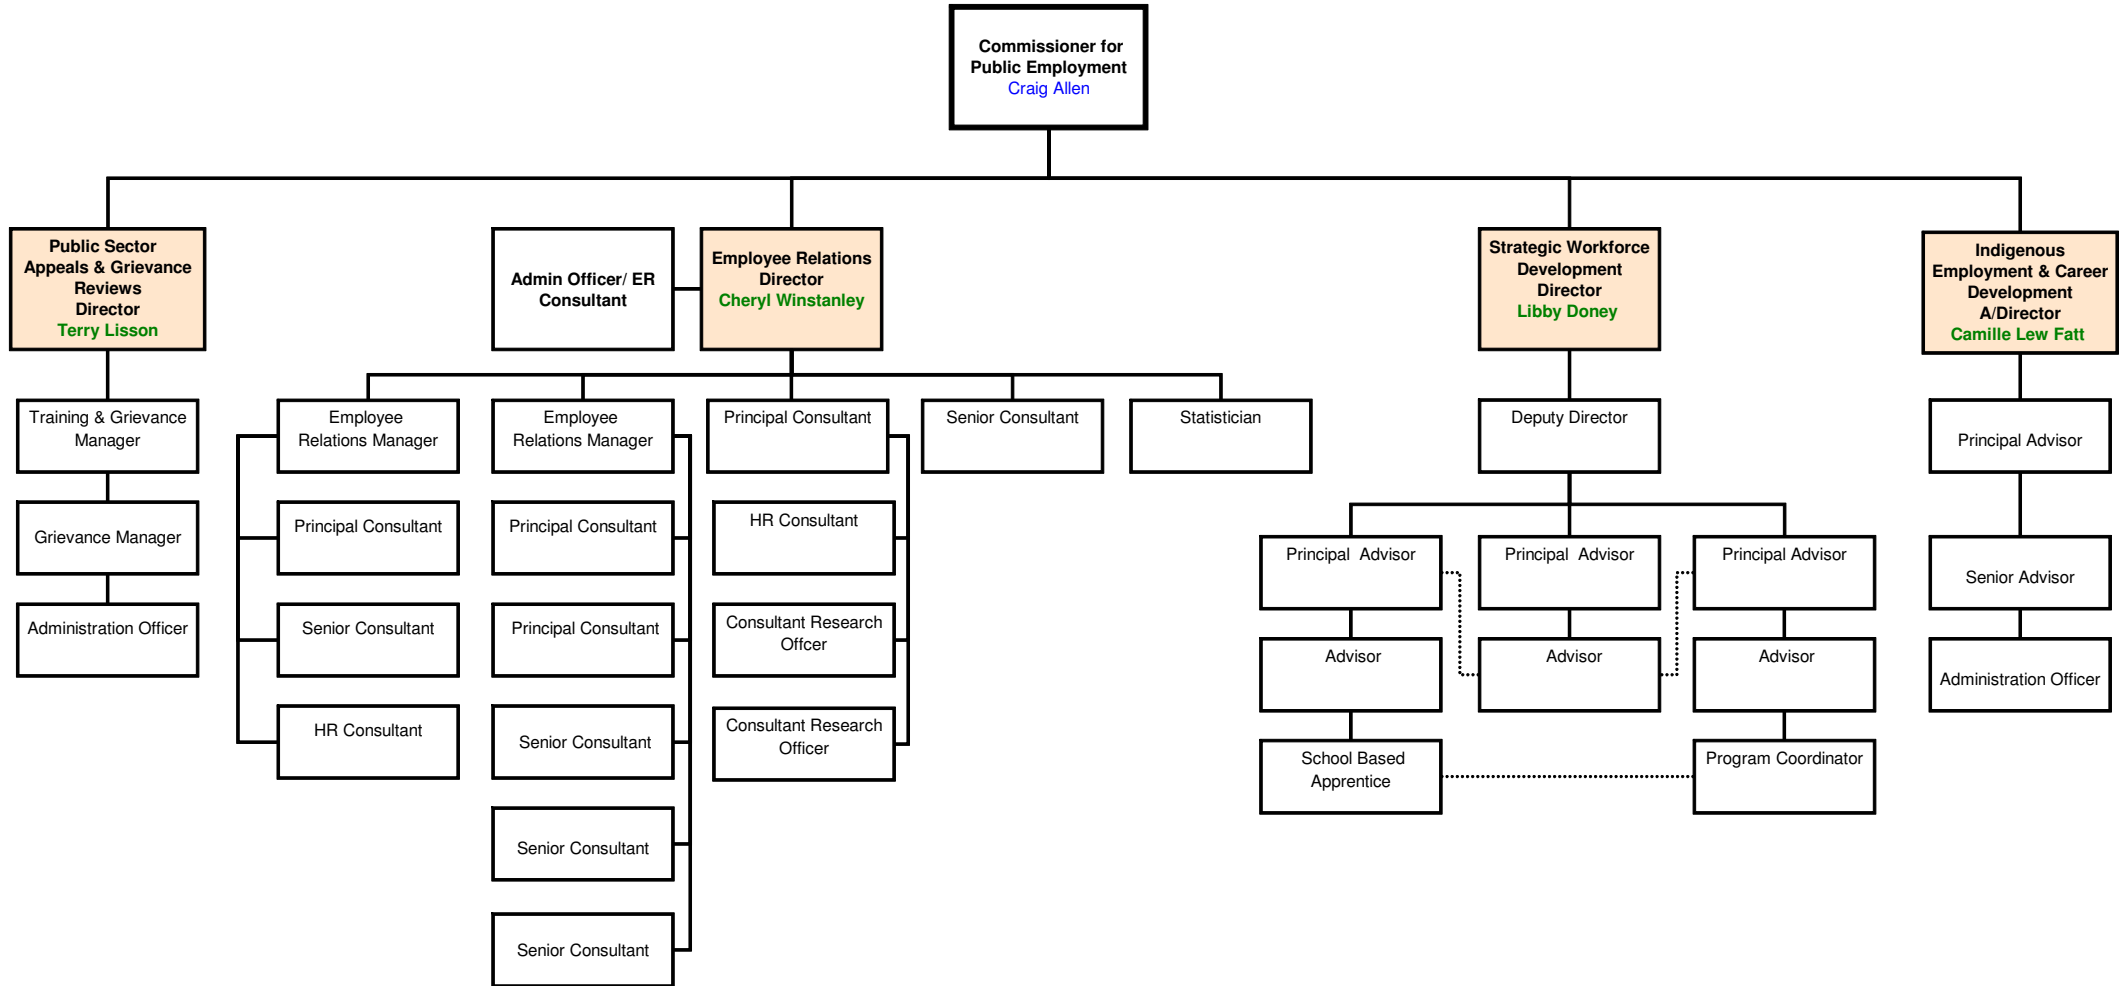 Commissioner for
Public Employment
Craig Allen
Public Sector
Appeals & Grievance
Reviews
Director
Terry Lisson
Admin Officer/ ER
Consultant
Employee Relations
Director
Cheryl Winstanley
Strategic Workforce
Development
Director
Libby Doney
Indigenous
Employment & Career
Development
A/Director
Camille Lew Fatt
Training & Grievance
Manager
Grievance Manager
Administration Officer
Employee
Relations Manager
Principal Consultant
Senior Consultant
HR Consultant
Employee
Relations Manager
Principal Consultant
Principal Consultant
Senior Consultant
Senior Consultant
Senior Consultant
Principal Consultant
HR Consultant
Consultant Research
Offcer
Consultant Research
Officer
Senior Consultant
Statistician
Deputy Director
Principal Advisor
Advisor
School Based
Apprentice
Principal Advisor
Advisor
Principal Advisor
Advisor
Program Coordinator
Principal Advisor
Senior Advisor
Administration Officer